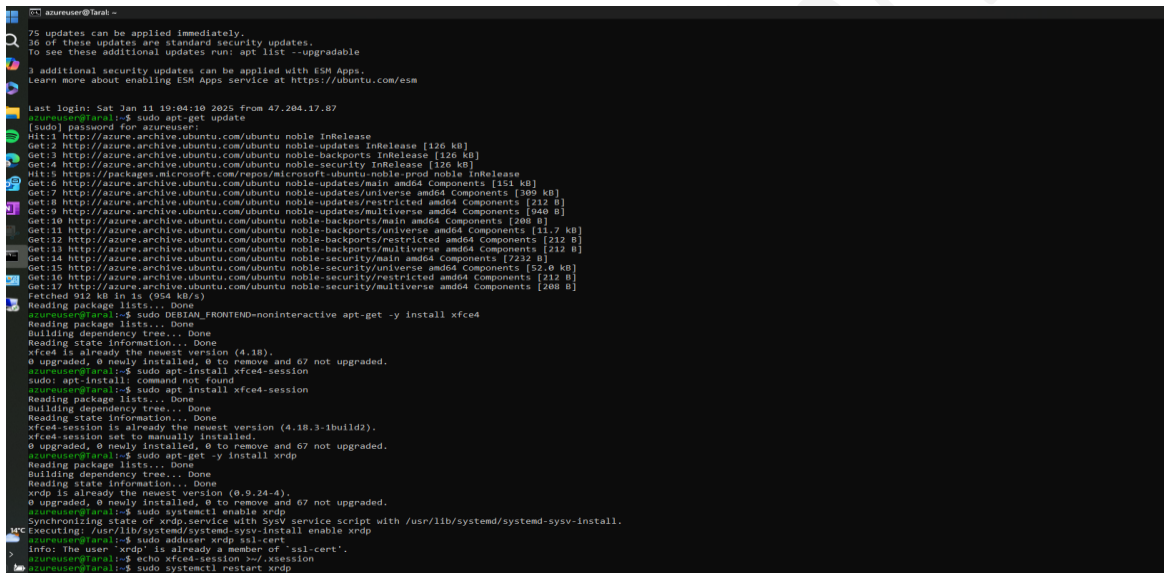 azureuser@Taral: ~
75 updates can be applied immediately.
36 of these updates are standard security updates.
To see these additional updates run: apt list --upgradable
3 additional security updates can be applied with ESM Apps.
Learn more about enabling ESM Apps service at https://ubuntu.com/esm
Last login: Sat Jan 11 19:04:10 2025 from 47.204.17.87
azureuser@Taral:~$ sudo apt-get update
[sudo] password for azureuser:
Hit:1 http://azure.archive.ubuntu.com/ubuntu noble InRelease
Get:2 http://azure.archive.ubuntu.com/ubuntu noble-updates InRelease [126 kB]
Get:3 http://azure.archive.ubuntu.com/ubuntu noble-backports InRelease [126 kB]
Get:4 http://azure.archive.ubuntu.com/ubuntu noble-security InRelease [126 kB]
Hit:5 https://packages.microsoft.com/repos/microsoft-ubuntu-noble-prod noble InRelease
Get:6 http://azure.archive.ubuntu.com/ubuntu noble-updates/main amd64 Components [151 kB]
Get:7 http://azure.archive.ubuntu.com/ubuntu noble-updates/universe amd64 Components [309 kB]
Get:8 http://azure.archive.ubuntu.com/ubuntu noble-updates/restricted amd64 Components [212 B]
Get:9 http://azure.archive.ubuntu.com/ubuntu noble-updates/multiverse amd64 Components [940 B]
Get:10 http://azure.archive.ubuntu.com/ubuntu noble-backports/main amd64 Components [208 B]
Get:11 http://azure.archive.ubuntu.com/ubuntu noble-backports/universe amd64 Components [11.7 kB]
Get:12 http://azure.archive.ubuntu.com/ubuntu noble-backports/restricted amd64 Components [212 B]
Get:13 http://azure.archive.ubuntu.com/ubuntu noble-backports/multiverse amd64 Components [212 B]
Get:14 http://azure.archive.ubuntu.com/ubuntu noble-security/main amd64 Components [7232 B]
Get:15 http://azure.archive.ubuntu.com/ubuntu noble-security/universe amd64 Components [52.0 kB]
Get:16 http://azure.archive.ubuntu.com/ubuntu noble-security/restricted amd64 Components [212 B]
Get:17 http://azure.archive.ubuntu.com/ubuntu noble-security/multiverse amd64 Components [208 B]
Fetched 912 kB in 1s (954 kB/s)
Reading package lists... Done
azureuser@Taral:~$ sudo DEBIAN_FRONTEND=noninteractive apt-get -y install xfce4
Reading package lists... Done
Building dependency tree... Done
Reading state information... Done
xfce4 is already the newest version (4.18).
0 upgraded, 0 newly installed, 0 to remove and 67 not upgraded.
azureuser@Taral:~$ sudo apt-install xfce4-session
sudo: apt-install: command not found
azureuser@Taral:~$ sudo apt install xfce4-session
Reading package lists... Done
Building dependency tree... Done
Reading state information... Done
xfce4-session is already the newest version (4.18.3-1build2).
xfce4-session set to manually installed.
0 upgraded, 0 newly installed, 0 to remove and 67 not upgraded.
azureuser@Taral:~$ sudo apt-get -y install xrdp
Reading package lists... Done
Building dependency tree... Done
Reading state information... Done
xrdp is already the newest version (0.9.24-4).
0 upgraded, 0 newly installed, 0 to remove and 67 not upgraded.
azureuser@Taral:~$ sudo systemctl enable xrdp
Synchronizing state of xrdp.service with SysV service script with /usr/lib/systemd/systemd-sysv-install.
14°C
Executing: /usr/lib/systemd/systemd-sysv-install enable xrdp
azureuser@Taral:~$ sudo adduser xrdp ssl-cert
info: The user `xrdp' is already a member of `ssl-cert'.
azureuser@Taral:~$ echo xfce4-session >~/.xsession
azureuser@Taral:~$ sudo systemctl restart xrdp